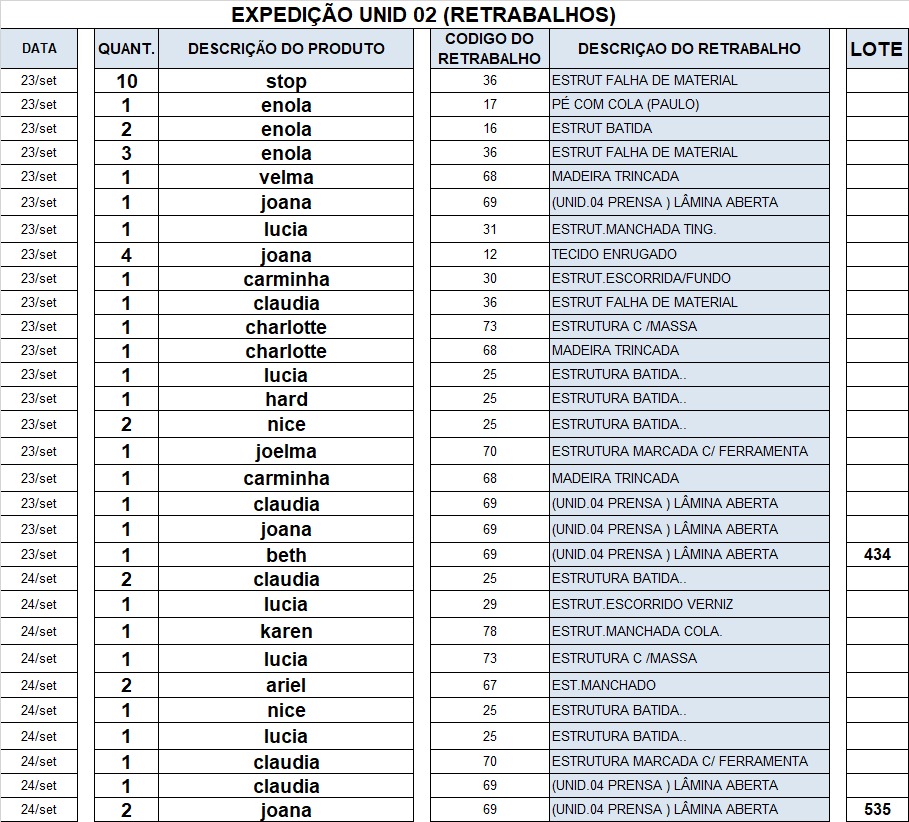 EXPEDIÇÃO UNID 02 (RETRABALHOS)
DATA QUANT. DESCRIÇÃO DO PRODUTO CODIGO DO RETRABALHO DESCRIÇAO DO RETRABALHO LOTE
23/set 10 stop 36 ESTRUT FALHA DE MATERIAL
23/set 1 enola 17 PÉ COM COLA (PAULO)
23/set 2 enola 16 ESTRUT BATIDA
23/set 3 enola 36 ESTRUT FALHA DE MATERIAL
23/set 1 velma 68 MADEIRA TRINCADA
23/set 1 joana 69 (UNID.04 PRENSA ) LÂMINA ABERTA
23/set 1 lucia 31 ESTRUT.MANCHADA TING.
23/set 4 joana 12 TECIDO ENRUGADO
23/set 1 carminha 30 ESTRUT.ESCORRIDA/FUNDO
23/set 1 claudia 36 ESTRUT FALHA DE MATERIAL
23/set 1 charlotte 73 ESTRUTURA C /MASSA
23/set 1 charlotte 68 MADEIRA TRINCADA
23/set 1 lucia 25 ESTRUTURA BATIDA..
23/set 1 hard 25 ESTRUTURA BATIDA..
23/set 2 nice 25 ESTRUTURA BATIDA..
23/set 1 joelma 70 ESTRUTURA MARCADA C/ FERRAMENTA
23/set 1 carminha 68 MADEIRA TRINCADA
23/set 1 claudia 69 (UNID.04 PRENSA ) LÂMINA ABERTA
23/set 1 joana 69 (UNID.04 PRENSA ) LÂMINA ABERTA
23/set 1 beth 69 (UNID.04 PRENSA ) LÂMINA ABERTA 434
24/set 2 claudia 25 ESTRUTURA BATIDA..
24/set 1 lucia 29 ESTRUT.ESCORRIDO VERNIZ
24/set 1 karen 78 ESTRUT.MANCHADA COLA.
24/set 1 lucia 73 ESTRUTURA C /MASSA
24/set 2 ariel 67 EST.MANCHADO
24/set 1 nice 25 ESTRUTURA BATIDA..
24/set 1 lucia 25 ESTRUTURA BATIDA..
24/set 1 claudia 70 ESTRUTURA MARCADA C/ FERRAMENTA
24/set 1 claudia 69 (UNID.04 PRENSA ) LÂMINA ABERTA
24/set 2 joana 69 (UNID.04 PRENSA ) LÂMINA ABERTA 535